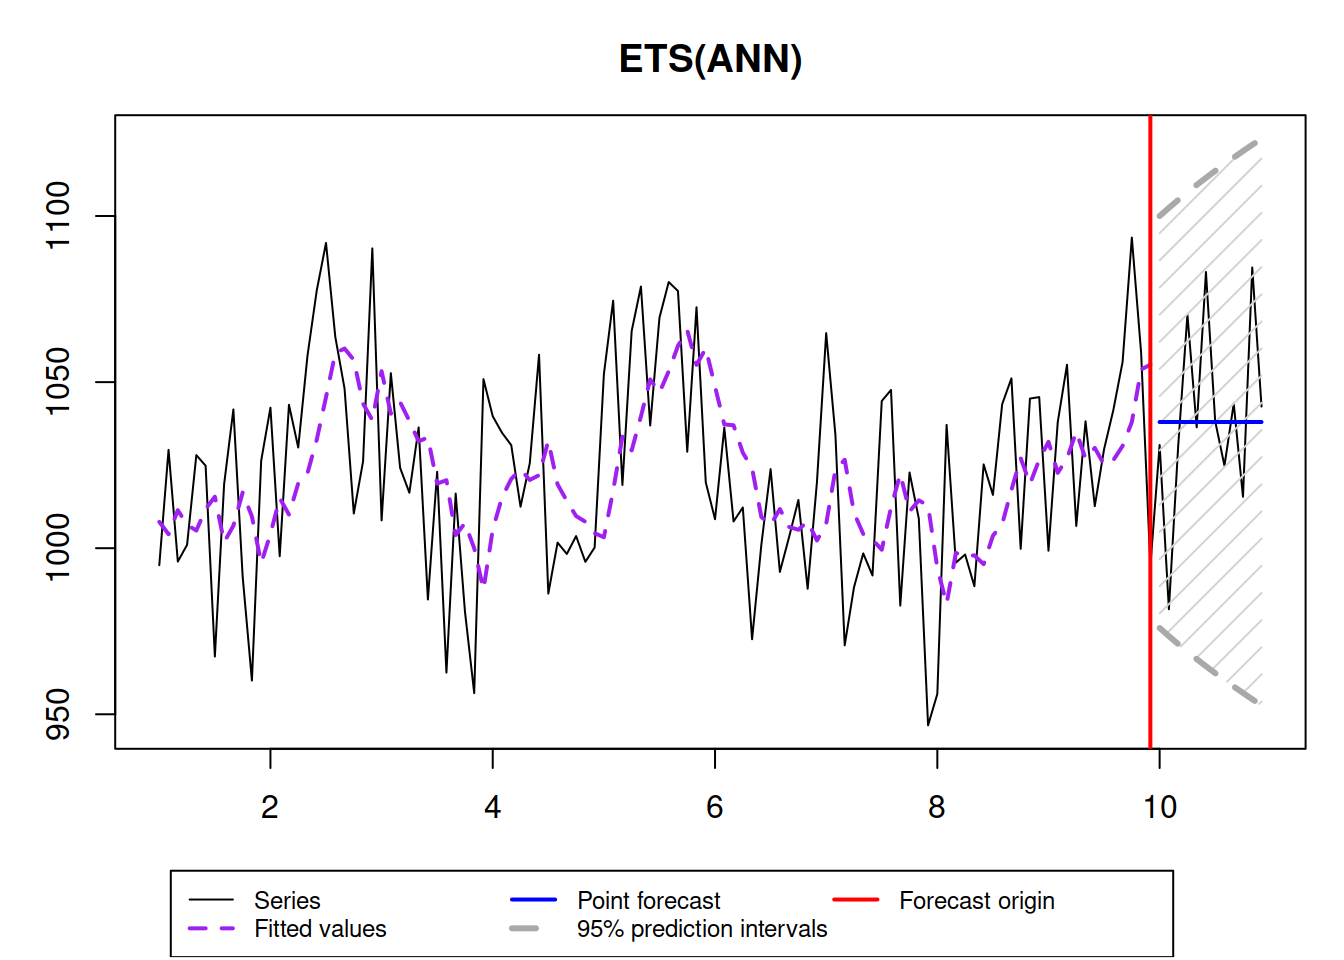 ETS(ANN)
1100
1050
1000
950
2 4 6 8 10
Series Point forecast Forecast origin
Fitted values 95% prediction intervals